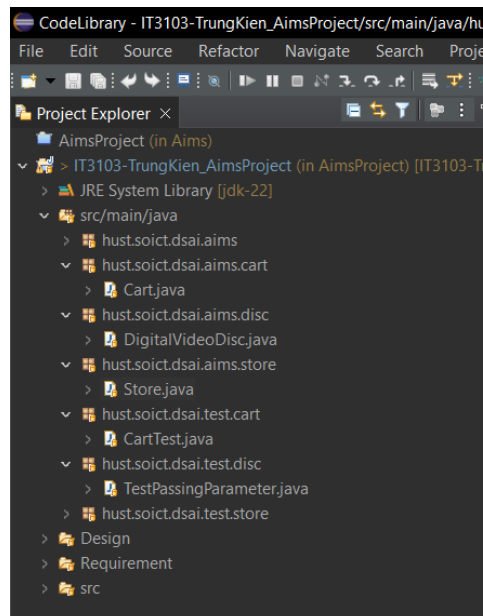 CodeLibrary - IT3103-TrungKien_AimsProject/src/main/java/hu
File Edit Source Refactor Navigate Search Proje
Project Explorer
AimsProject (in Aims)
> IT3103-TrungKien_AimsProject (in AimsProject) [IT3103-T
JRE System Library [jdk-22]
src/main/java
hust.soict.dsai.aims
hust.soict.dsai.aims.cart
Cart.java
hust.soict.dsai.aims.disc
DigitalVideoDisc.java
hust.soict.dsai.aims.store
Store.java
hust.soict.dsai.test.cart
CartTest.java
hust.soict.dsai.test.disc
TestPassingParameter.java
hust.soict.dsai.test.store
Design
Requirement
src